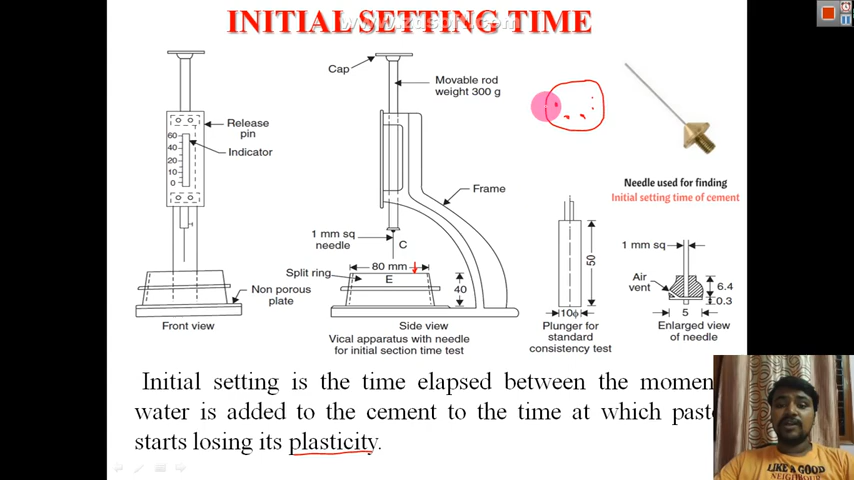 INITIAL SETTING TIME
Cap
Movable rod
weight 300 g
Release
pin
Indicator
60
40
20
10
0
Frame
Needle used for finding
Initial setting time of cement
1 mm sq
needle
C
80 mm
Split ring
E
40
Non porous
plate
50
10ϕ
1 mm sq
Air
vent
6.4
0.3
5
Front view
Side view
Vical apparatus with needle
for initial section time test
Plunger for
standard
consistency test
Enlarged view
of needle
Initial setting is the time elapsed between the momen
water is added to the cement to the time at which past
starts losing its plasticity.
LIKE A GOOD
NEIGHBOUR